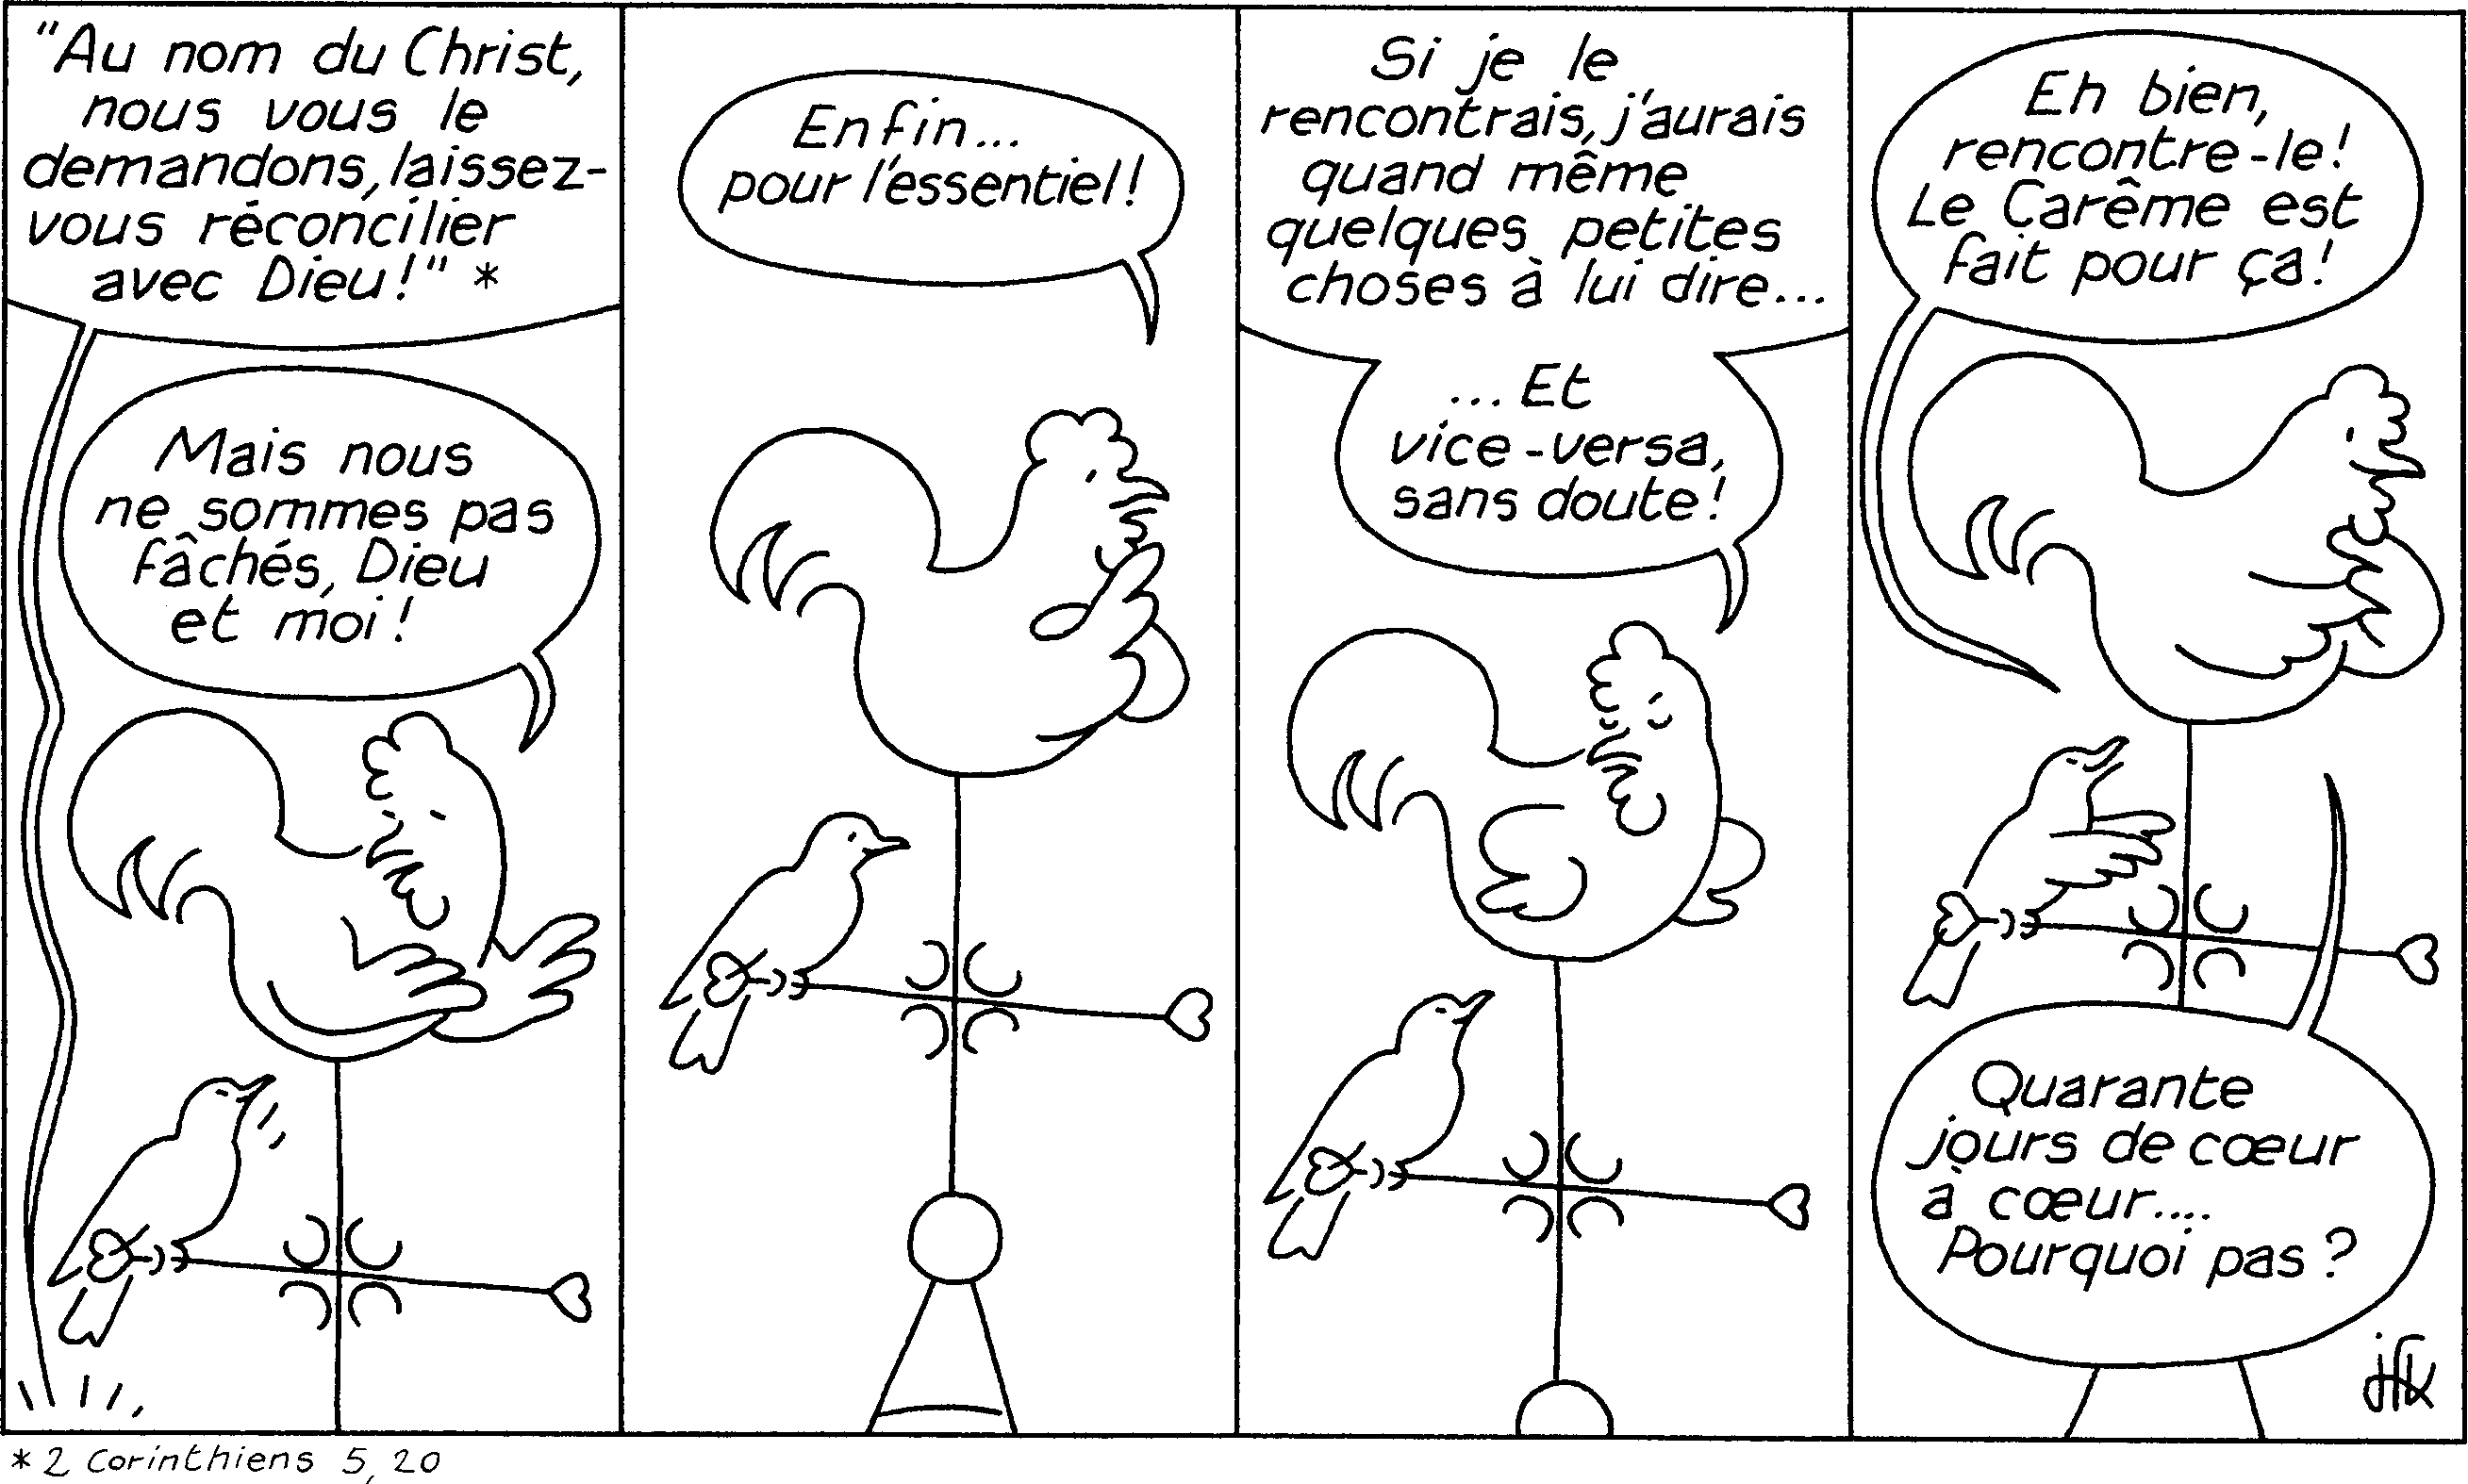 "Au nom du Christ,
nous vous le
demandons, laissez-
vous réconcilier
avec Dieu!" *
Mais nous
ne sommes pas
fâchés, Dieu
et moi!
Enfin...
pour l'essentiel!
Si je le
rencontrais, j'aurais
quand même
quelques petites
choses à lui dire...
... Et
vice-versa,
sans doute!
Eh bien,
rencontre-le!
Le Carême est
fait pour ça!
Quarante
jours de cœur
à cœur....
Pourquoi pas?
* 2 Corinthiens 5, 20